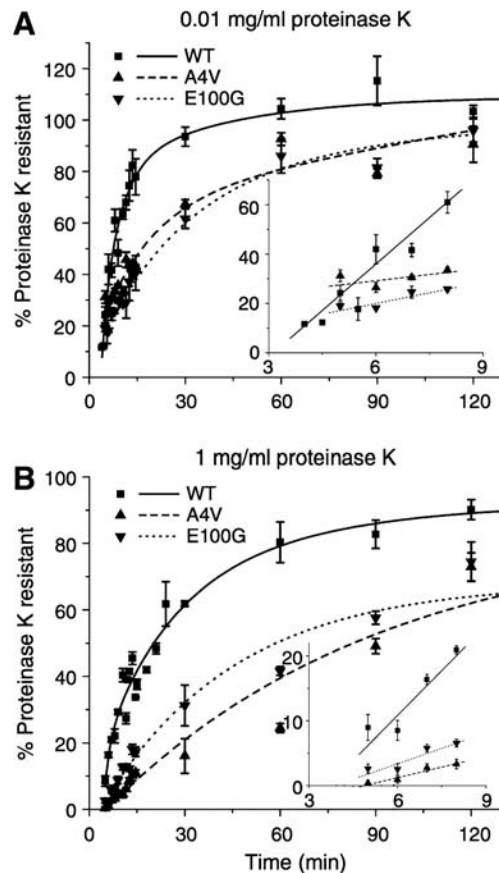 A
0.01 mg/ml proteinase K
WT
A4V
E100G
% Proteinase K resistant
120
100
80
60
40
20
0
60
40
20
0
3 6 9
0 30 60 90 120
B
1 mg/ml proteinase K
WT
A4V
E100G
% Proteinase K resistant
100
80
60
40
20
0
20
10
0
3 6 9
0 30 60 90 120
Time (min)